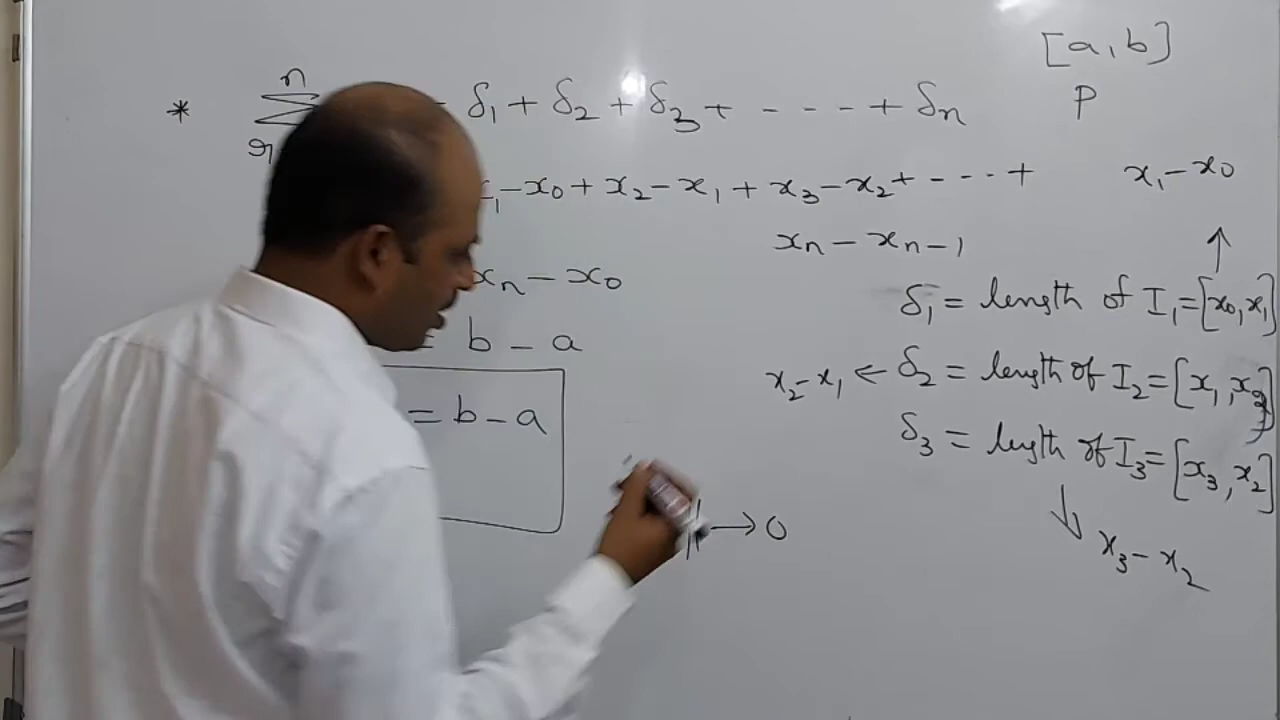 [a, b]
* n Σ δ₁ + δ₂ + δ₃ + - - - - + δn
P
x₁ - x₀ + x₂ - x₁ + x₃ - x₂ + - - - - +
x₁ - x₀
xn - xn-1
↑
xn - x₀
δ₁ = length of I₁ = [x₀, x₁]
= b - a
x₂ - x₁ ← δ₂ = length of I₂ = [x₁, x₂]
= b - a
δ₃ = length of I₃ = [x₃, x₂]
→ 0
↓
x₃ - x₂